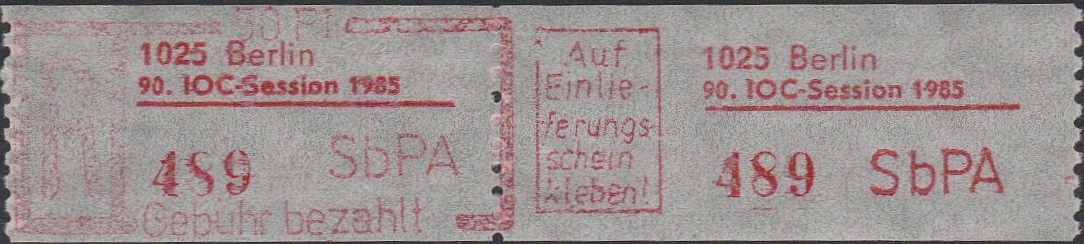 50 Pf
1025 Berlin
90. IOC-Session 1985
489 SbPA
Gebühr bezahlt
Auf
Einlie-
ferungs-
schein
kleben!
1025 Berlin
90. IOC-Session 1985
489 SbPA